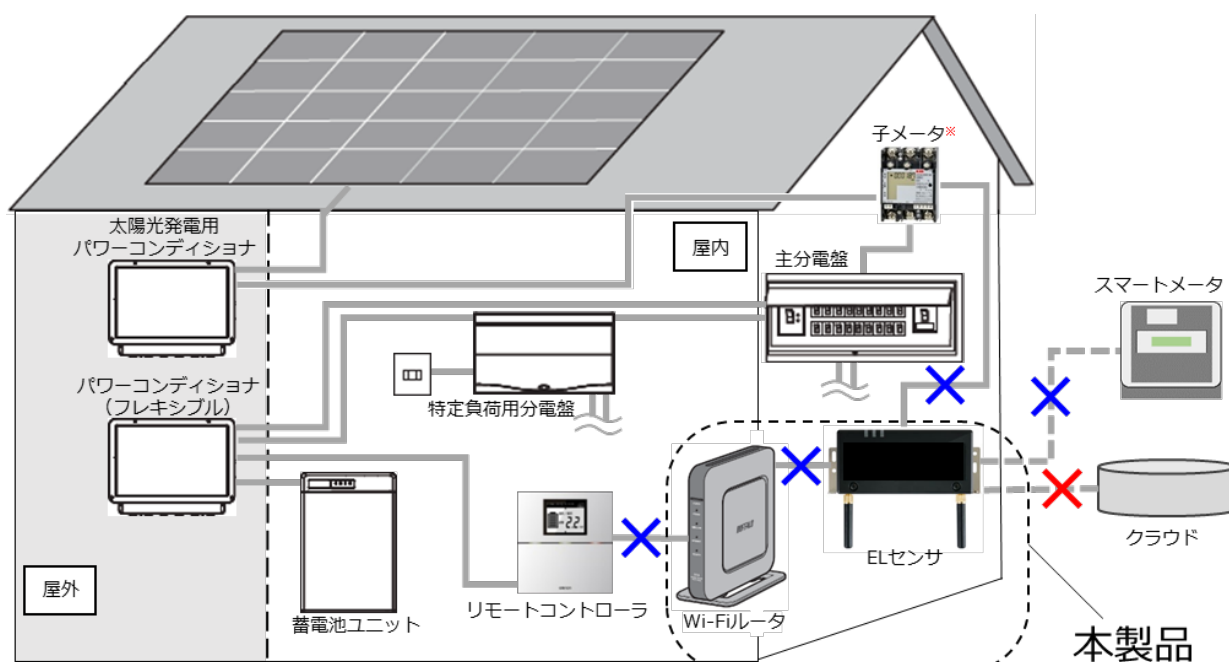 子メータ※
太陽光発電用
パワーコンディショナ
屋内
主分電盤
スマートメータ
パワーコンディショナ
（フレキシブル）
特定負荷用分電盤
2.2
BUFFALO
ELセンサ
クラウド
屋外
蓄電池ユニット
リモートコントローラ
Wi-Fiルータ
本製品